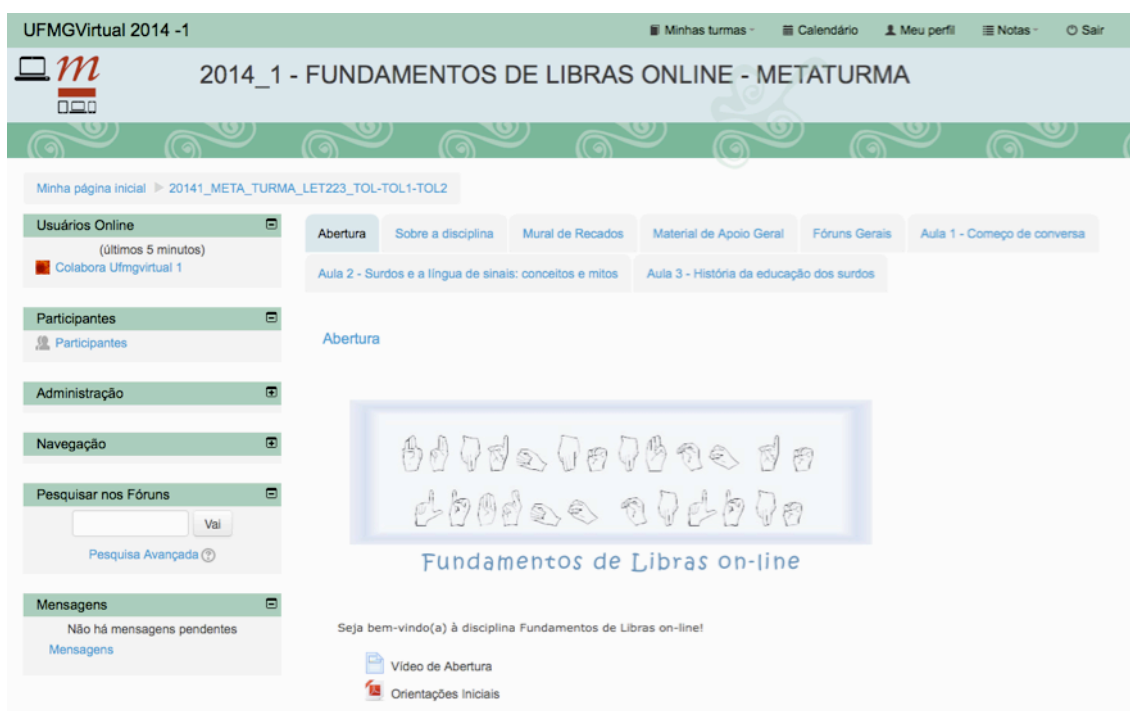 UFMGVirtual 2014 -1
Minhas turmas
Calendário
Meu perfil
Notas
Sair
m
2014_1 - FUNDAMENTOS DE LIBRAS ONLINE - METATURMA
Minha página inicial
20141_META_TURMA_LET223_TOL-TOL1-TOL2
Usuários Online
(últimos 5 minutos)
Colabora Ufmgvirtual 1
Participantes
Participantes
Administração
Navegação
Pesquisar nos Fóruns
Vai
Pesquisa Avançada
Mensagens
Não há mensagens pendentes
Mensagens
Abertura
Sobre a disciplina
Mural de Recados
Material de Apoio Geral
Fóruns Gerais
Aula 1 - Começo de conversa
Aula 2 - Surdos e a língua de sinais: conceitos e mitos
Aula 3 - História da educação dos surdos
Abertura
Fundamentos de Libras on-line
Seja bem-vindo(a) à disciplina Fundamentos de Libras on-line!
Vídeo de Abertura
Orientações Iniciais